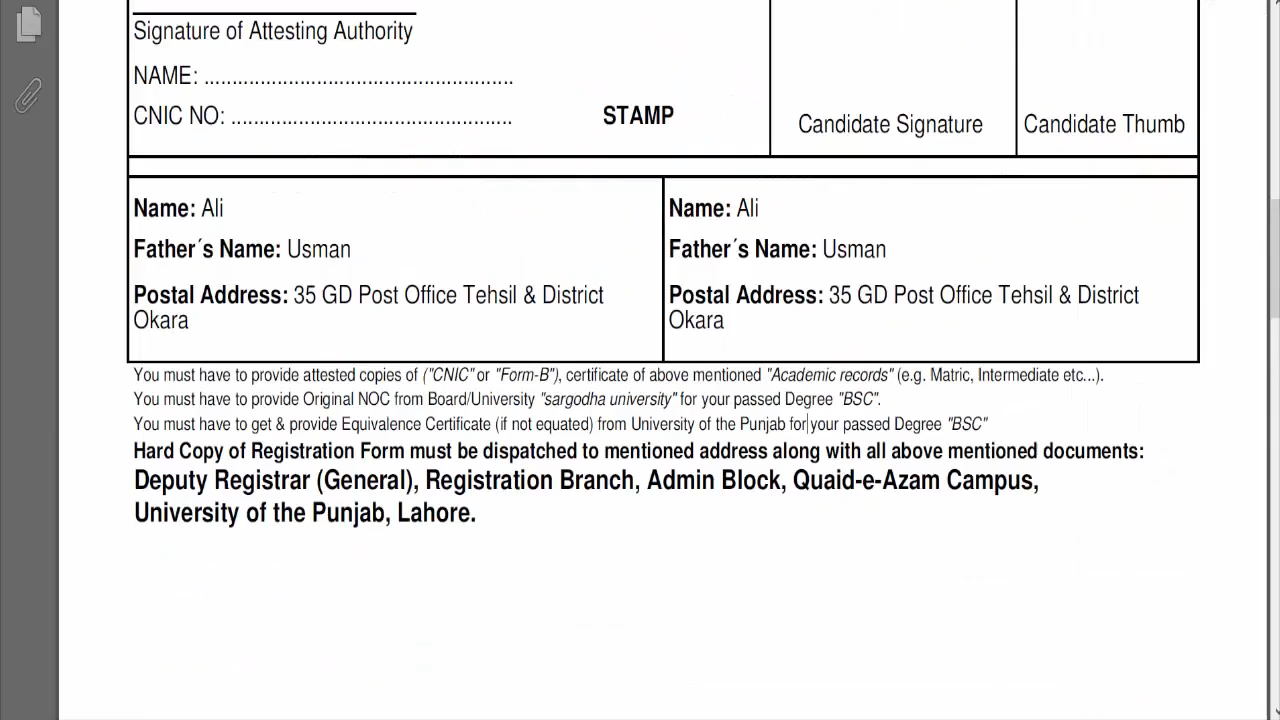 Signature of Attesting Authority
NAME: ...................................................
CNIC NO: ..............................................
STAMP
Candidate Signature
Candidate Thumb
Name: Ali
Father´s Name: Usman
Postal Address: 35 GD Post Office Tehsil & District
Okara
Name: Ali
Father´s Name: Usman
Postal Address: 35 GD Post Office Tehsil & District
Okara
You must have to provide attested copies of ("CNIC" or "Form-B"), certificate of above mentioned "Academic records" (e.g. Matric, Intermediate etc...).
You must have to provide Original NOC from Board/University "sargodha university" for your passed Degree "BSC".
You must have to get & provide Equivalence Certificate (if not equated) from University of the Punjab for your passed Degree "BSC"
Hard Copy of Registration Form must be dispatched to mentioned address along with all above mentioned documents:
Deputy Registrar (General), Registration Branch, Admin Block, Quaid-e-Azam Campus,
University of the Punjab, Lahore.